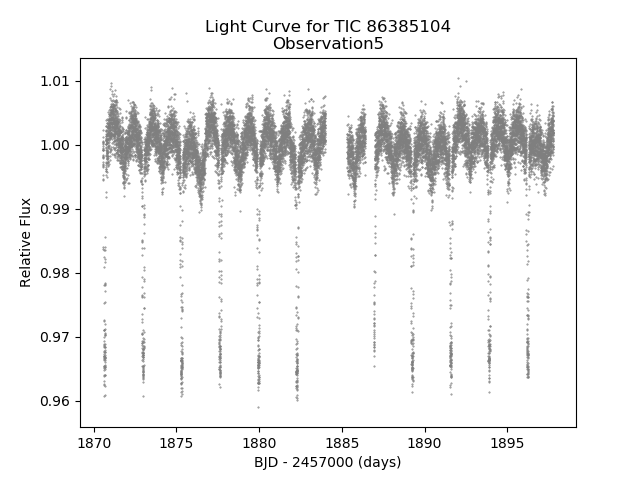 Light Curve for TIC 86385104
Observation5
1.01
1.00
0.99
0.98
0.97
0.96
Relative Flux
1870 1875 1880 1885 1890 1895
BJD - 2457000 (days)